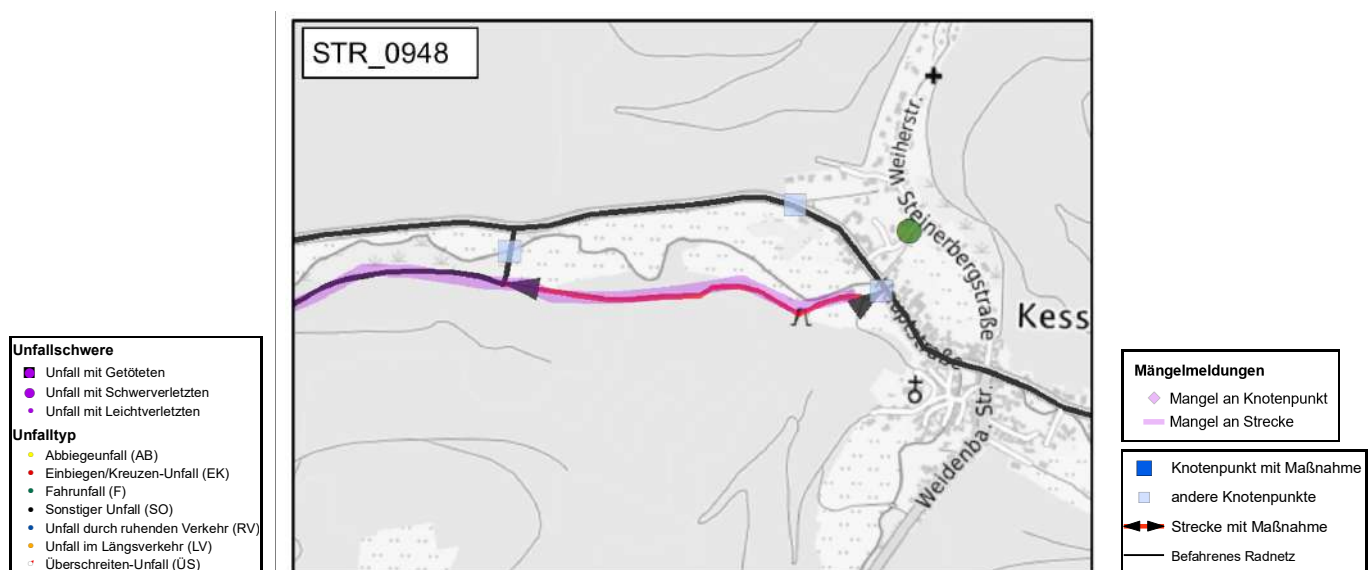 STR_0948
Weiherstr.
Steinerbergstraße
Kess
uptstraße
Weidenba. Str.
Unfallschwere
Unfall mit Getöteten
Unfall mit Schwerverletzten
Unfall mit Leichtverletzten
Unfalltyp
Abbiegeunfall (AB)
Einbiegen/Kreuzen-Unfall (EK)
Fahrunfall (F)
Sonstiger Unfall (SO)
Unfall durch ruhenden Verkehr (RV)
Unfall im Längsverkehr (LV)
Überschreiten-Unfall (ÜS)
Mängelmeldungen
Mangel an Knotenpunkt
Mangel an Strecke
Knotenpunkt mit Maßnahme
andere Knotenpunkte
Strecke mit Maßnahme
Befahrenes Radnetz